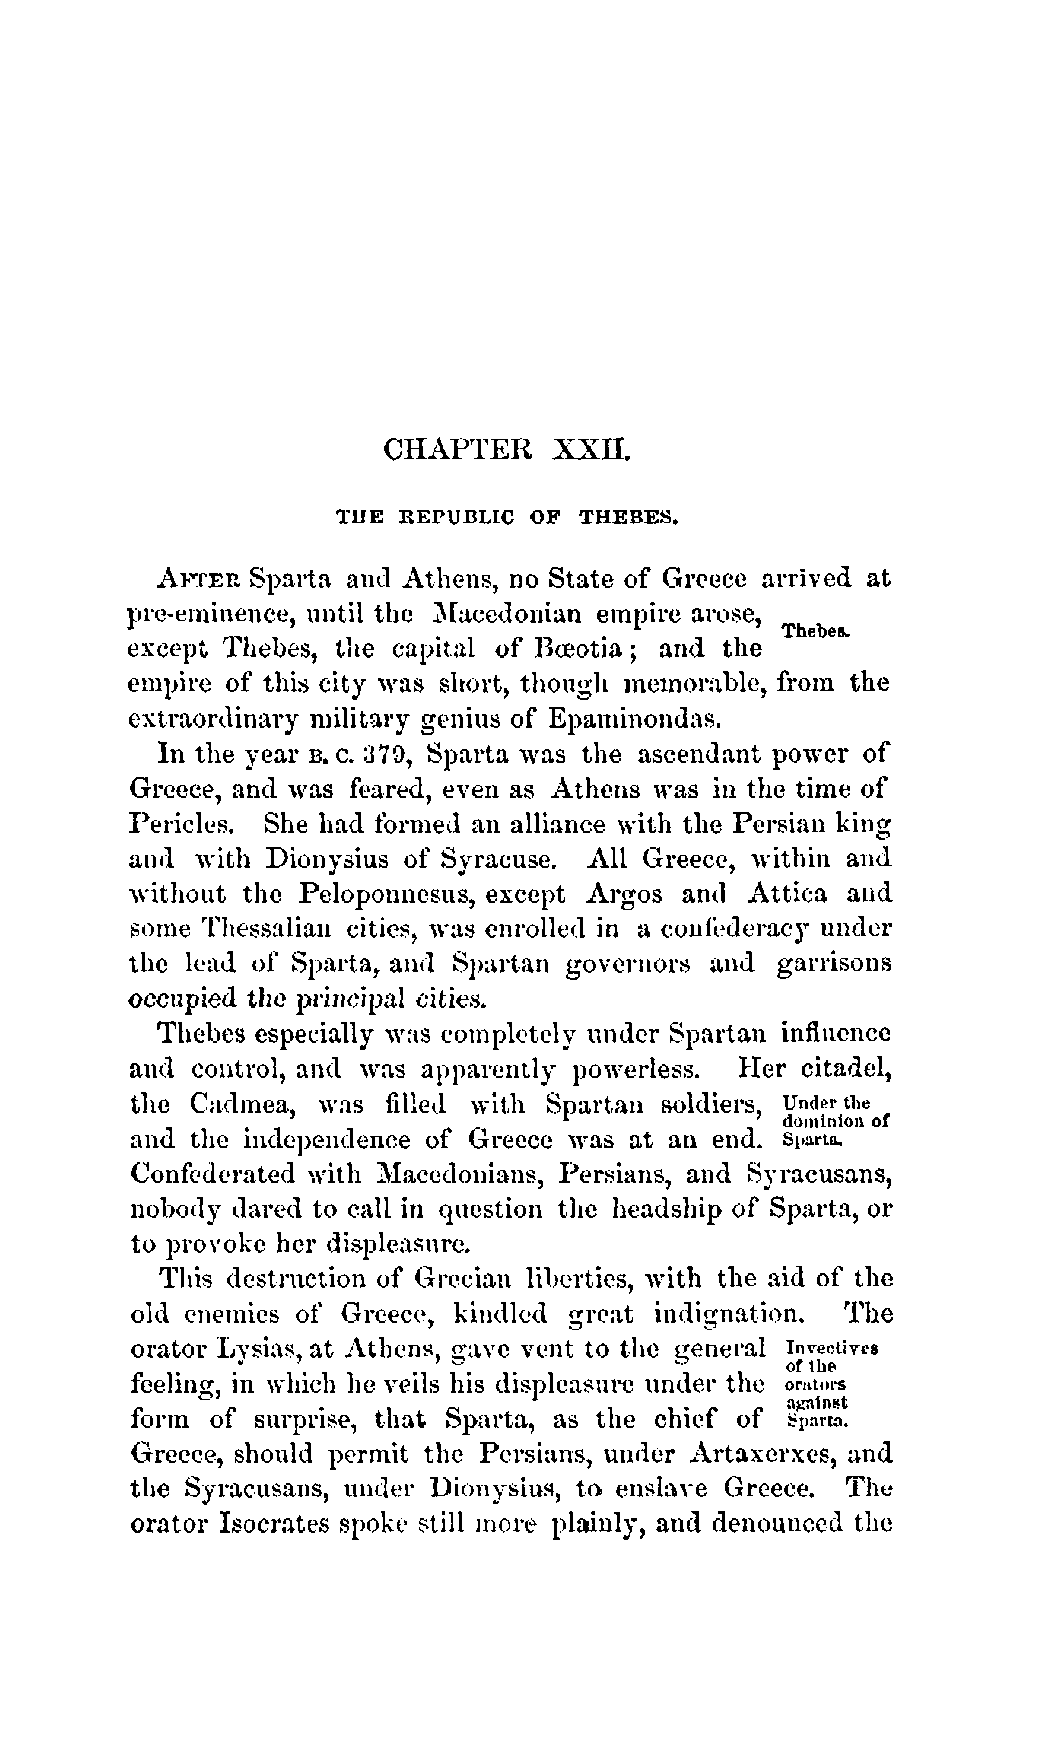 CHAPTER XXII.
THE REPUBLIC OF THEBES.
AFTER Sparta and Athens, no State of Greece arrived at
pre-eminence, until the Macedonian empire arose,
Thebes.
except Thebes, the capital of Bœotia; and the
empire of this city was short, though memorable, from the
extraordinary military genius of Epaminondas.
In the year B. C. 379, Sparta was the ascendant power of
Greece, and was feared, even as Athens was in the time of
Pericles. She had formed an alliance with the Persian king
and with Dionysius of Syracuse. All Greece, within and
without the Peloponnesus, except Argos and Attica and
some Thessalian cities, was enrolled in a confederacy under
the lead of Sparta, and Spartan governors and garrisons
occupied the principal cities.
Thebes especially was completely under Spartan influence
and control, and was apparently powerless. Her citadel,
the Cadmea, was filled with Spartan soldiers,
and the independence of Greece was at an end.
Under the
dominion of
Sparta.
Confederated with Macedonians, Persians, and Syracusans,
nobody dared to call in question the headship of Sparta, or
to provoke her displeasure.
This destruction of Grecian liberties, with the aid of the
old enemies of Greece, kindled great indignation. The
orator Lysias, at Athens, gave vent to the general
feeling, in which he veils his displeasure under the
form of surprise, that Sparta, as the chief of
Invectives
of the
orators
against
Sparta.
Greece, should permit the Persians, under Artaxerxes, and
the Syracusans, under Dionysius, to enslave Greece. The
orator Isocrates spoke still more plainly, and denounced the